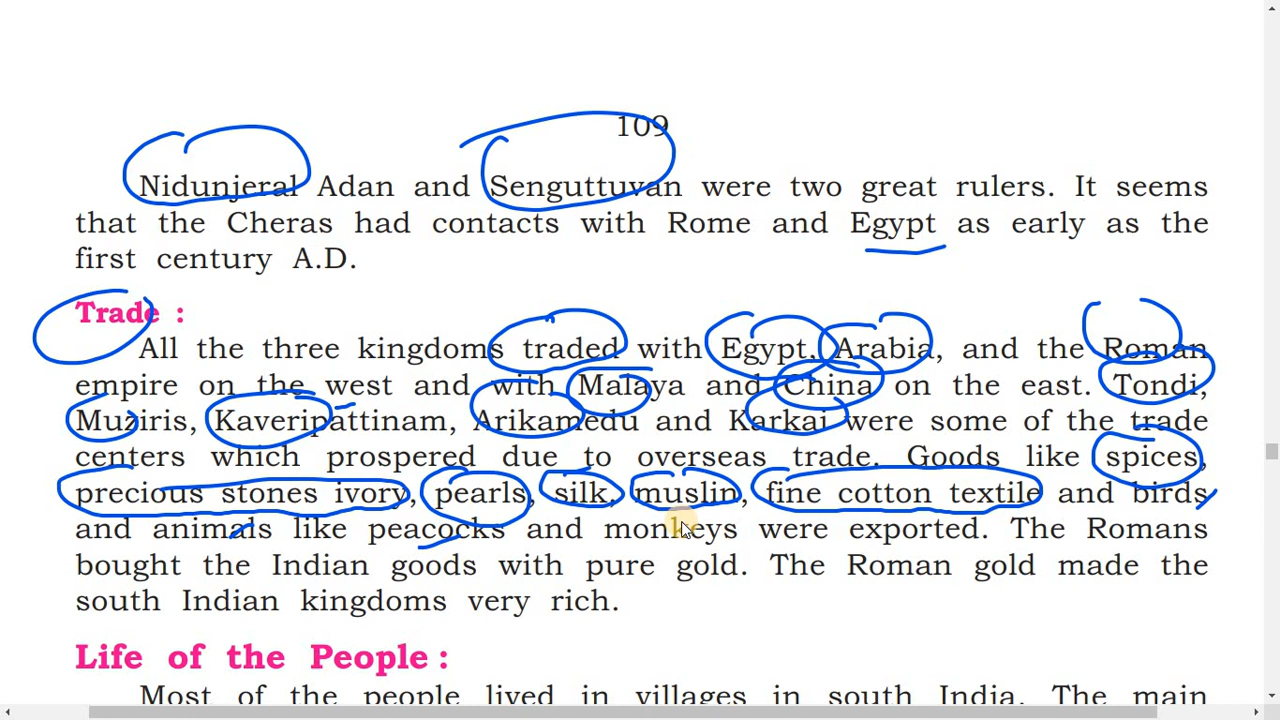 109
Nidunjeral Adan and Senguttuvan were two great rulers. It seems
that the Cheras had contacts with Rome and Egypt as early as the
first century A.D.
Trade :
All the three kingdoms traded with Egypt, Arabia, and the Roman
empire on the west and with Malaya and China on the east. Tondi,
Muziris, Kaveripattinam, Arikamedu and Karkai were some of the trade
centers which prospered due to overseas trade. Goods like spices,
precious stones ivory, pearls, silk, muslin, fine cotton textile and birds
and animals like peacocks and monkeys were exported. The Romans
bought the Indian goods with pure gold. The Roman gold made the
south Indian kingdoms very rich.
Life of the People :
Most of the people lived in villages in south India. The main